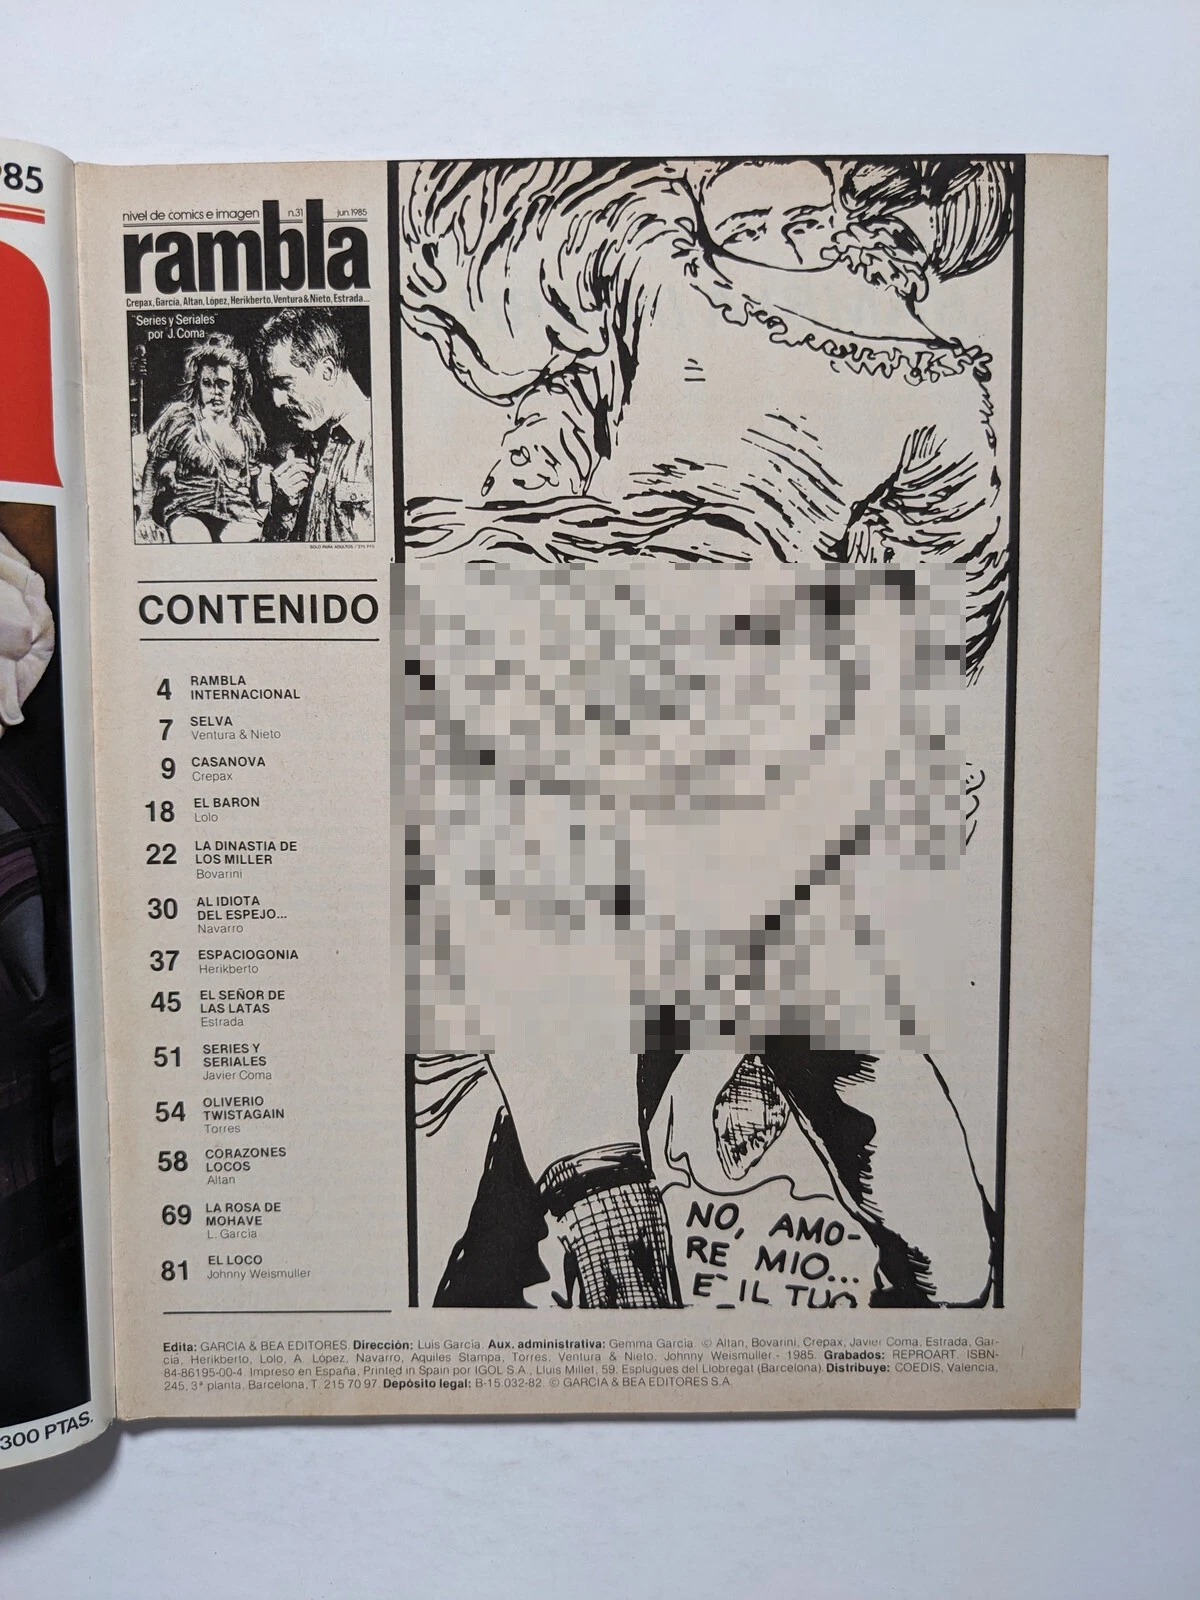 985
300 PTAS.
nivel de comics e imagen n.31 jun.1985
rambla
Crepax, García, Altan, López, Herikberto, Ventura & Nieto, Estrada...
"Series y Seriales"
por J. Coma
SOLO PARA ADULTOS / 275 PTS
CONTENIDO
4 RAMBLA
INTERNACIONAL
7 SELVA
Ventura & Nieto
9 CASANOVA
Crepax
18 EL BARON
Lolo
22 LA DINASTIA DE
LOS MILLER
Bovarini
30 AL IDIOTA
DEL ESPEJO...
Navarro
37 ESPACIOGONIA
Herikberto
45 EL SEÑOR DE
LAS LATAS
Estrada
51 SERIES Y
SERIALES
Javier Coma
54 OLIVERIO
TWISTAGAIN
Torres
58 CORAZONES
LOCOS
Altan
69 LA ROSA DE
MOHAVE
L. García
81 EL LOCO
Johnny Weismuller
NO, AMO-
RE MIO...
E' IL TUO
Edita: GARCIA & BEA EDITORES. Dirección: Luis García. Aux. administrativa: Gemma García. © Altan, Bovarini, Crepax, Javier Coma, Estrada, Gar-
cía, Herikberto, Lolo, A. López, Navarro, Aquiles Stampa, Torres, Ventura & Nieto, Johnny Weismuller.- 1985. Grabados: REPROART. ISBN-
84-86195-00-4. Impreso en España, Printed in Spain por IGOL S.A., Lluis Millet, 59. Esplugues del Llobregat (Barcelona). Distribuye: COEDIS, Valencia,
245, 3ª planta. Barcelona, T. 215 70 97. Depósito legal: B-15.032-82. © GARCIA & BEA EDITORES S.A.